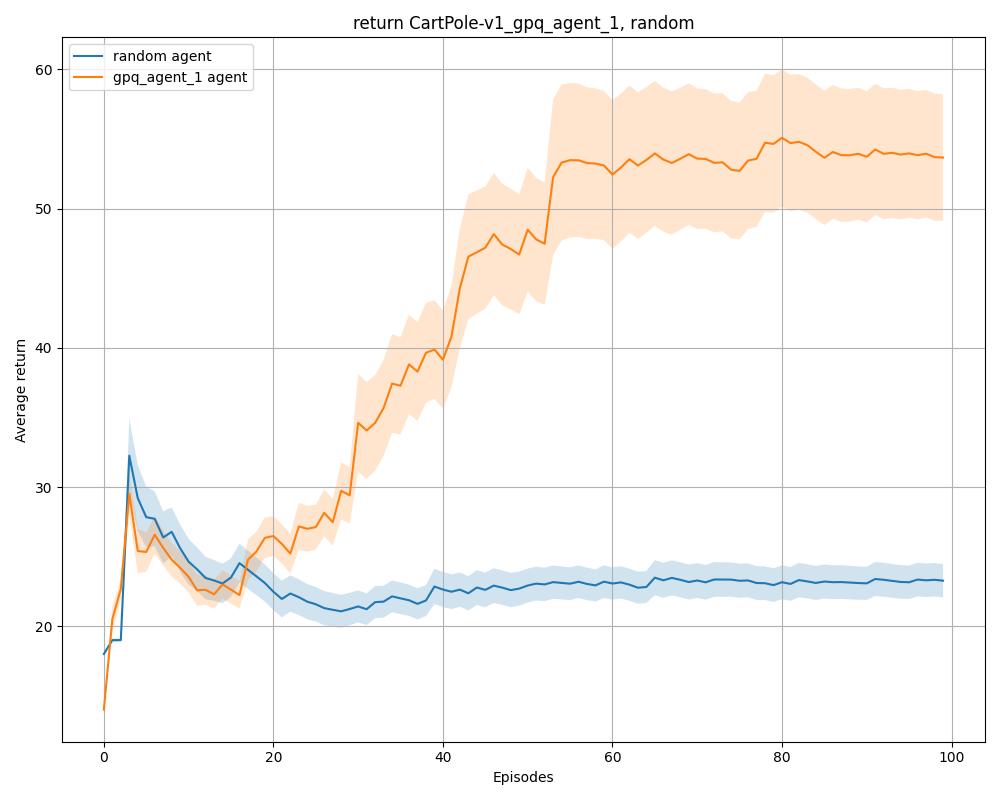 return CartPole-v1_gpq_agent_1, random
random agent
gpq_agent_1 agent
60
50
40
30
20
Average return
0
20
40
60
80
100
Episodes